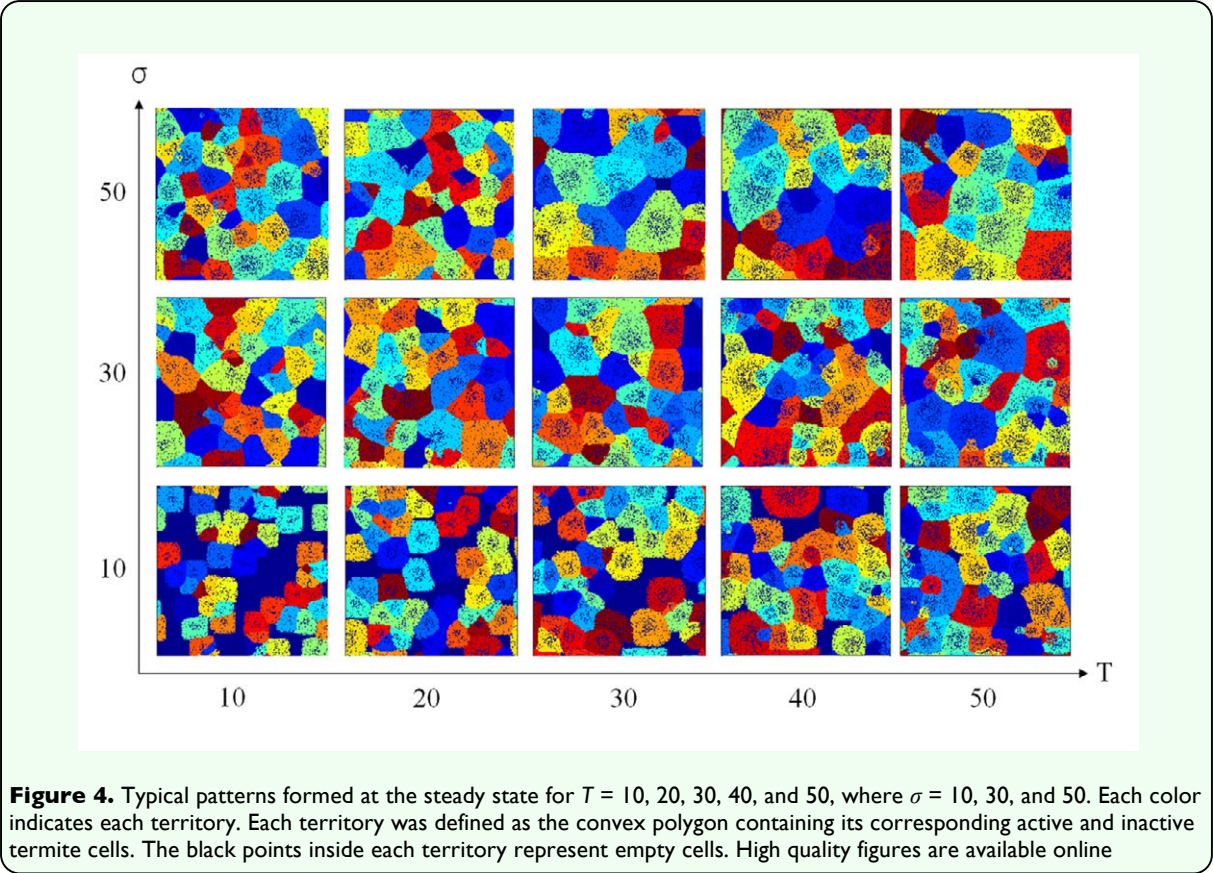 σ
50
30
10
10 20 30 40 50
T
Figure 4. Typical patterns formed at the steady state for T = 10, 20, 30, 40, and 50, where σ = 10, 30, and 50. Each color
indicates each territory. Each territory was defined as the convex polygon containing its corresponding active and inactive
termite cells. The black points inside each territory represent empty cells. High quality figures are available online